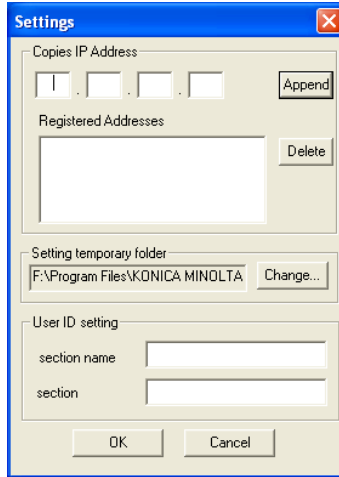 Settings
Copies IP Address
. . .
Append
Registered Addresses
Delete
Setting temporary folder
F:\Program Files\KONICA MINOLTA
Change...
User ID setting
section name
section
OK Cancel